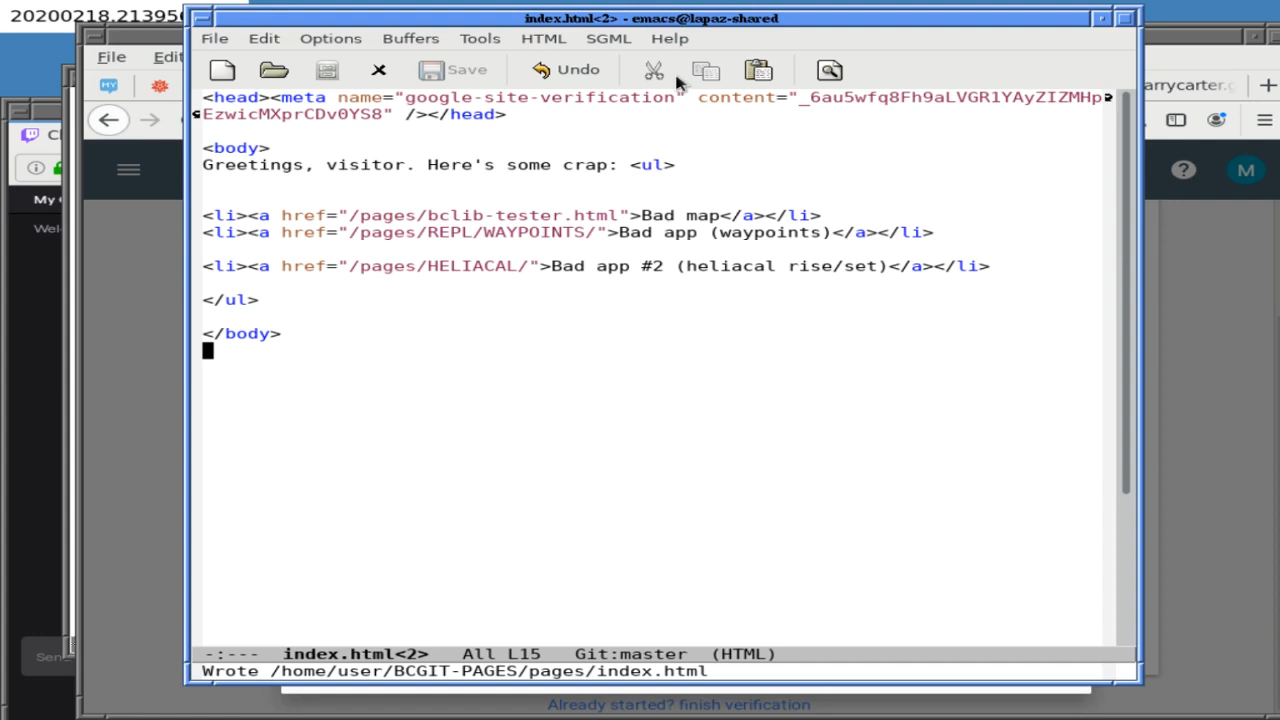 20200218.21395
index.html<2> - emacs@lapaz-shared
File Edit Options Buffers Tools HTML SGML Help
File Edit
Save Undo
<head><meta name="google-site-verification" content="_6au5wfq8Fh9aLVGR1YAyZIZMHp
EzwicMXprCDv0YS8" /></head>
<body>
Greetings, visitor. Here's some crap: <ul>
<li><a href="/pages/bclib-tester.html">Bad map</a></li>
<li><a href="/pages/REPL/WAYPOINTS/">Bad app (waypoints)</a></li>
<li><a href="/pages/HELIACAL/">Bad app #2 (heliacal rise/set)</a></li>
</ul>
</body>
-:--- index.html<2> All L15 Git:master (HTML)
Wrote /home/user/BCGIT-PAGES/pages/index.html
Already started? finish verification
arrycarter.g
M
My
Wel
Sen